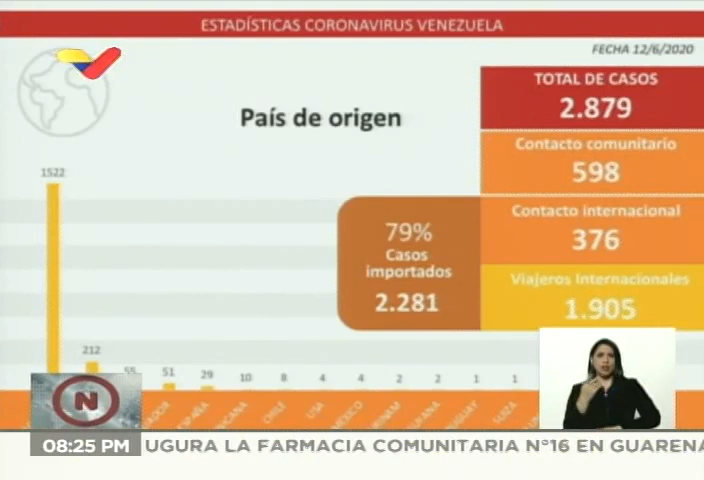 ESTADÍSTICAS CORONAVIRUS VENEZUELA
FECHA 12/6/2020
País de origen
TOTAL DE CASOS
2.879
Contacto comunitario
598
Contacto internacional
376
Viajeros Internacionales
1.905
79%
Casos
importados
2.281
1522
212
55
51
29
10
8
4
4
2
2
1
1
ESPAÑA
CHILE
USA
MEXICO
SUIZA
N
08:25 PM
UGURA LA FARMACIA COMUNITARIA N°16 EN GUARENA